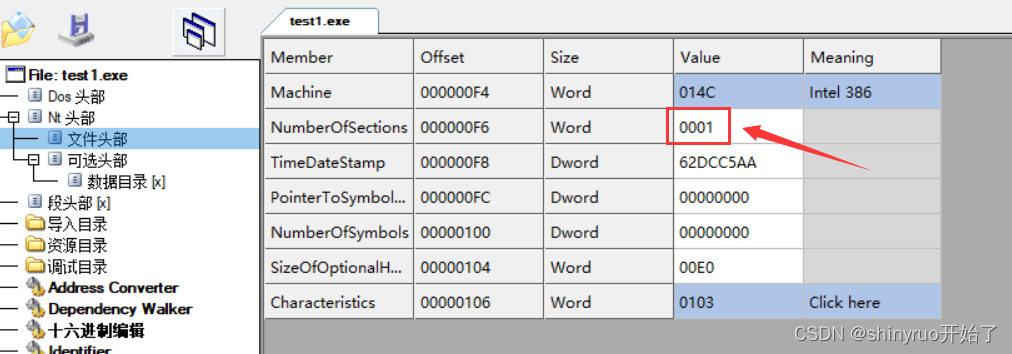 test1.exe
File: test1.exe
Dos 头部
Nt 头部
文件头部
可选头部
数据目录 [x]
段头部 [x]
导入目录
资源目录
调试目录
Address Converter
Dependency Walker
十六进制编辑
Identifier
Member Offset Size Value Meaning
Machine 000000F4 Word 014C Intel 386
NumberOfSections 000000F6 Word 0001
TimeDateStamp 000000F8 Dword 62DCC5AA
PointerToSymbol... 000000FC Dword 00000000
NumberOfSymbols 00000100 Dword 00000000
SizeOfOptionalH... 00000104 Word 00E0
Characteristics 00000106 Word 0103 Click here
CSDN @shinyruo开始了